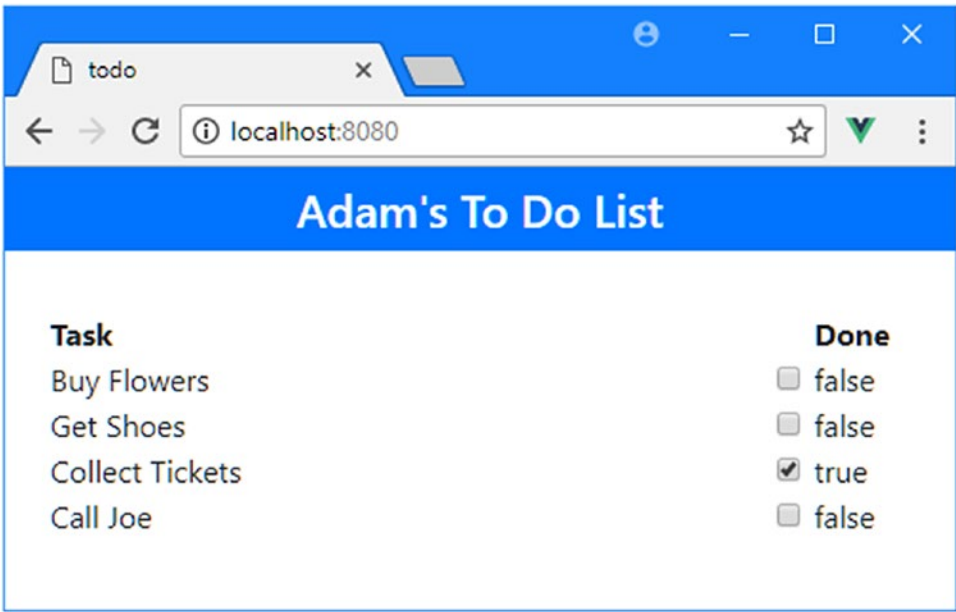 todo
localhost:8080
Adam's To Do List
Task Done
Buy Flowers false
Get Shoes false
Collect Tickets true
Call Joe false